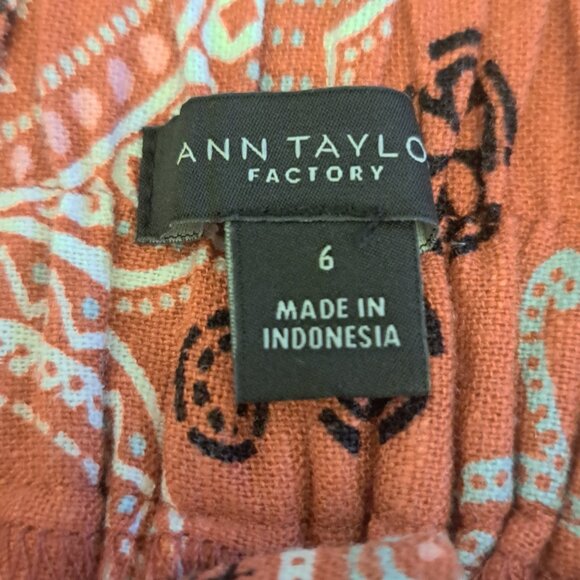 ANN TAYLO
FACTORY
6
MADE IN
INDONESIA